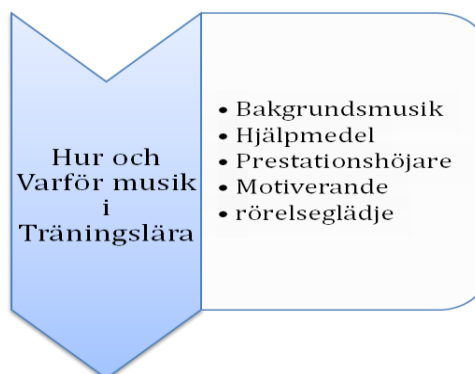 Hur och
Varför musik
i
Träningslära
• Bakgrundsmusik
• Hjälpmedel
• Prestationshöjare
• Motiverande
• rörelseglädje